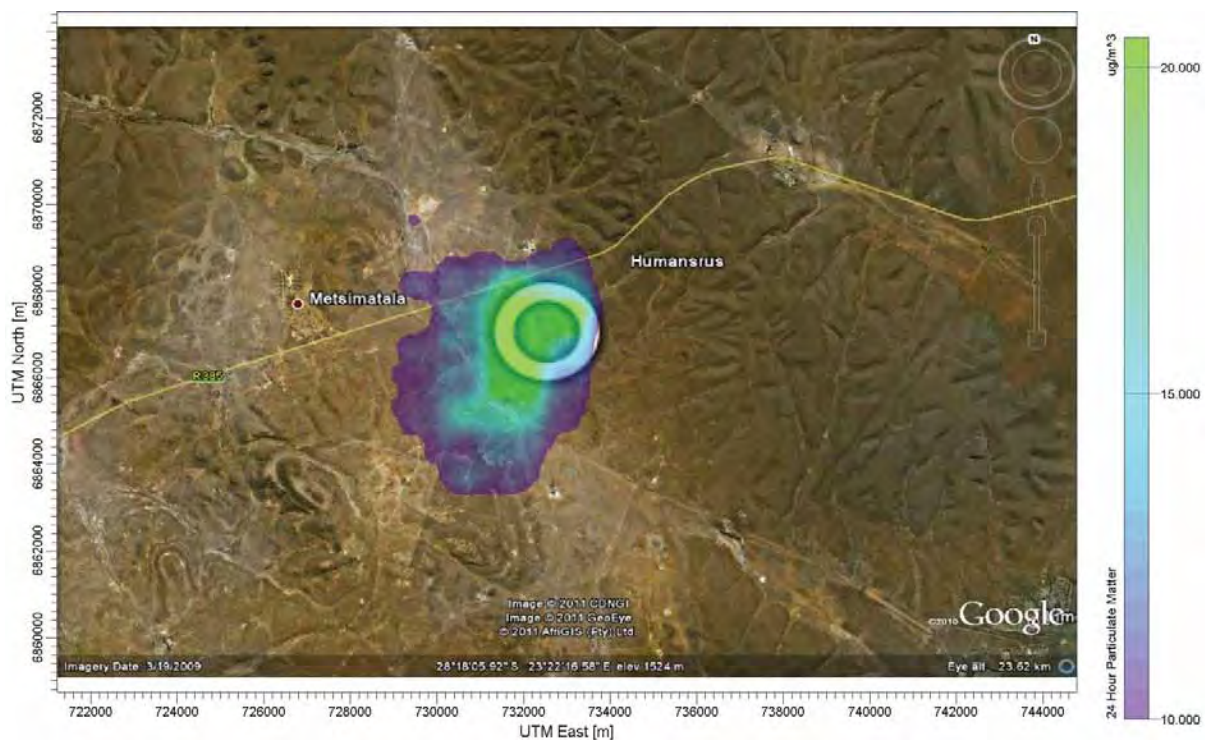 ug/m^3
20.000
15.000
10.000
24 Hour Particulate Matter
UTM North [m]
6872000
6870000
6868000
6866000
6864000
6862000
6860000
N
Humansrus
Metsimatala
Image © 2011 CDNGI
Image © 2011 GeoEye
© 2011 AfriGIS (Pty) Ltd.
©2010 Google
Imagery Date: 3/19/2009
28°18'05.92" S 23°22'16.58" E elev 1524 m
Eye alt 23.62 km
722000 724000 726000 728000 730000 732000 734000 736000 738000 740000 742000 744000
UTM East [m]